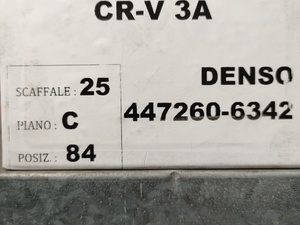 CR-V 3A
DENSO
447260-6342
SCAFFALE : 25
PIANO : C
POSIZ. : 84